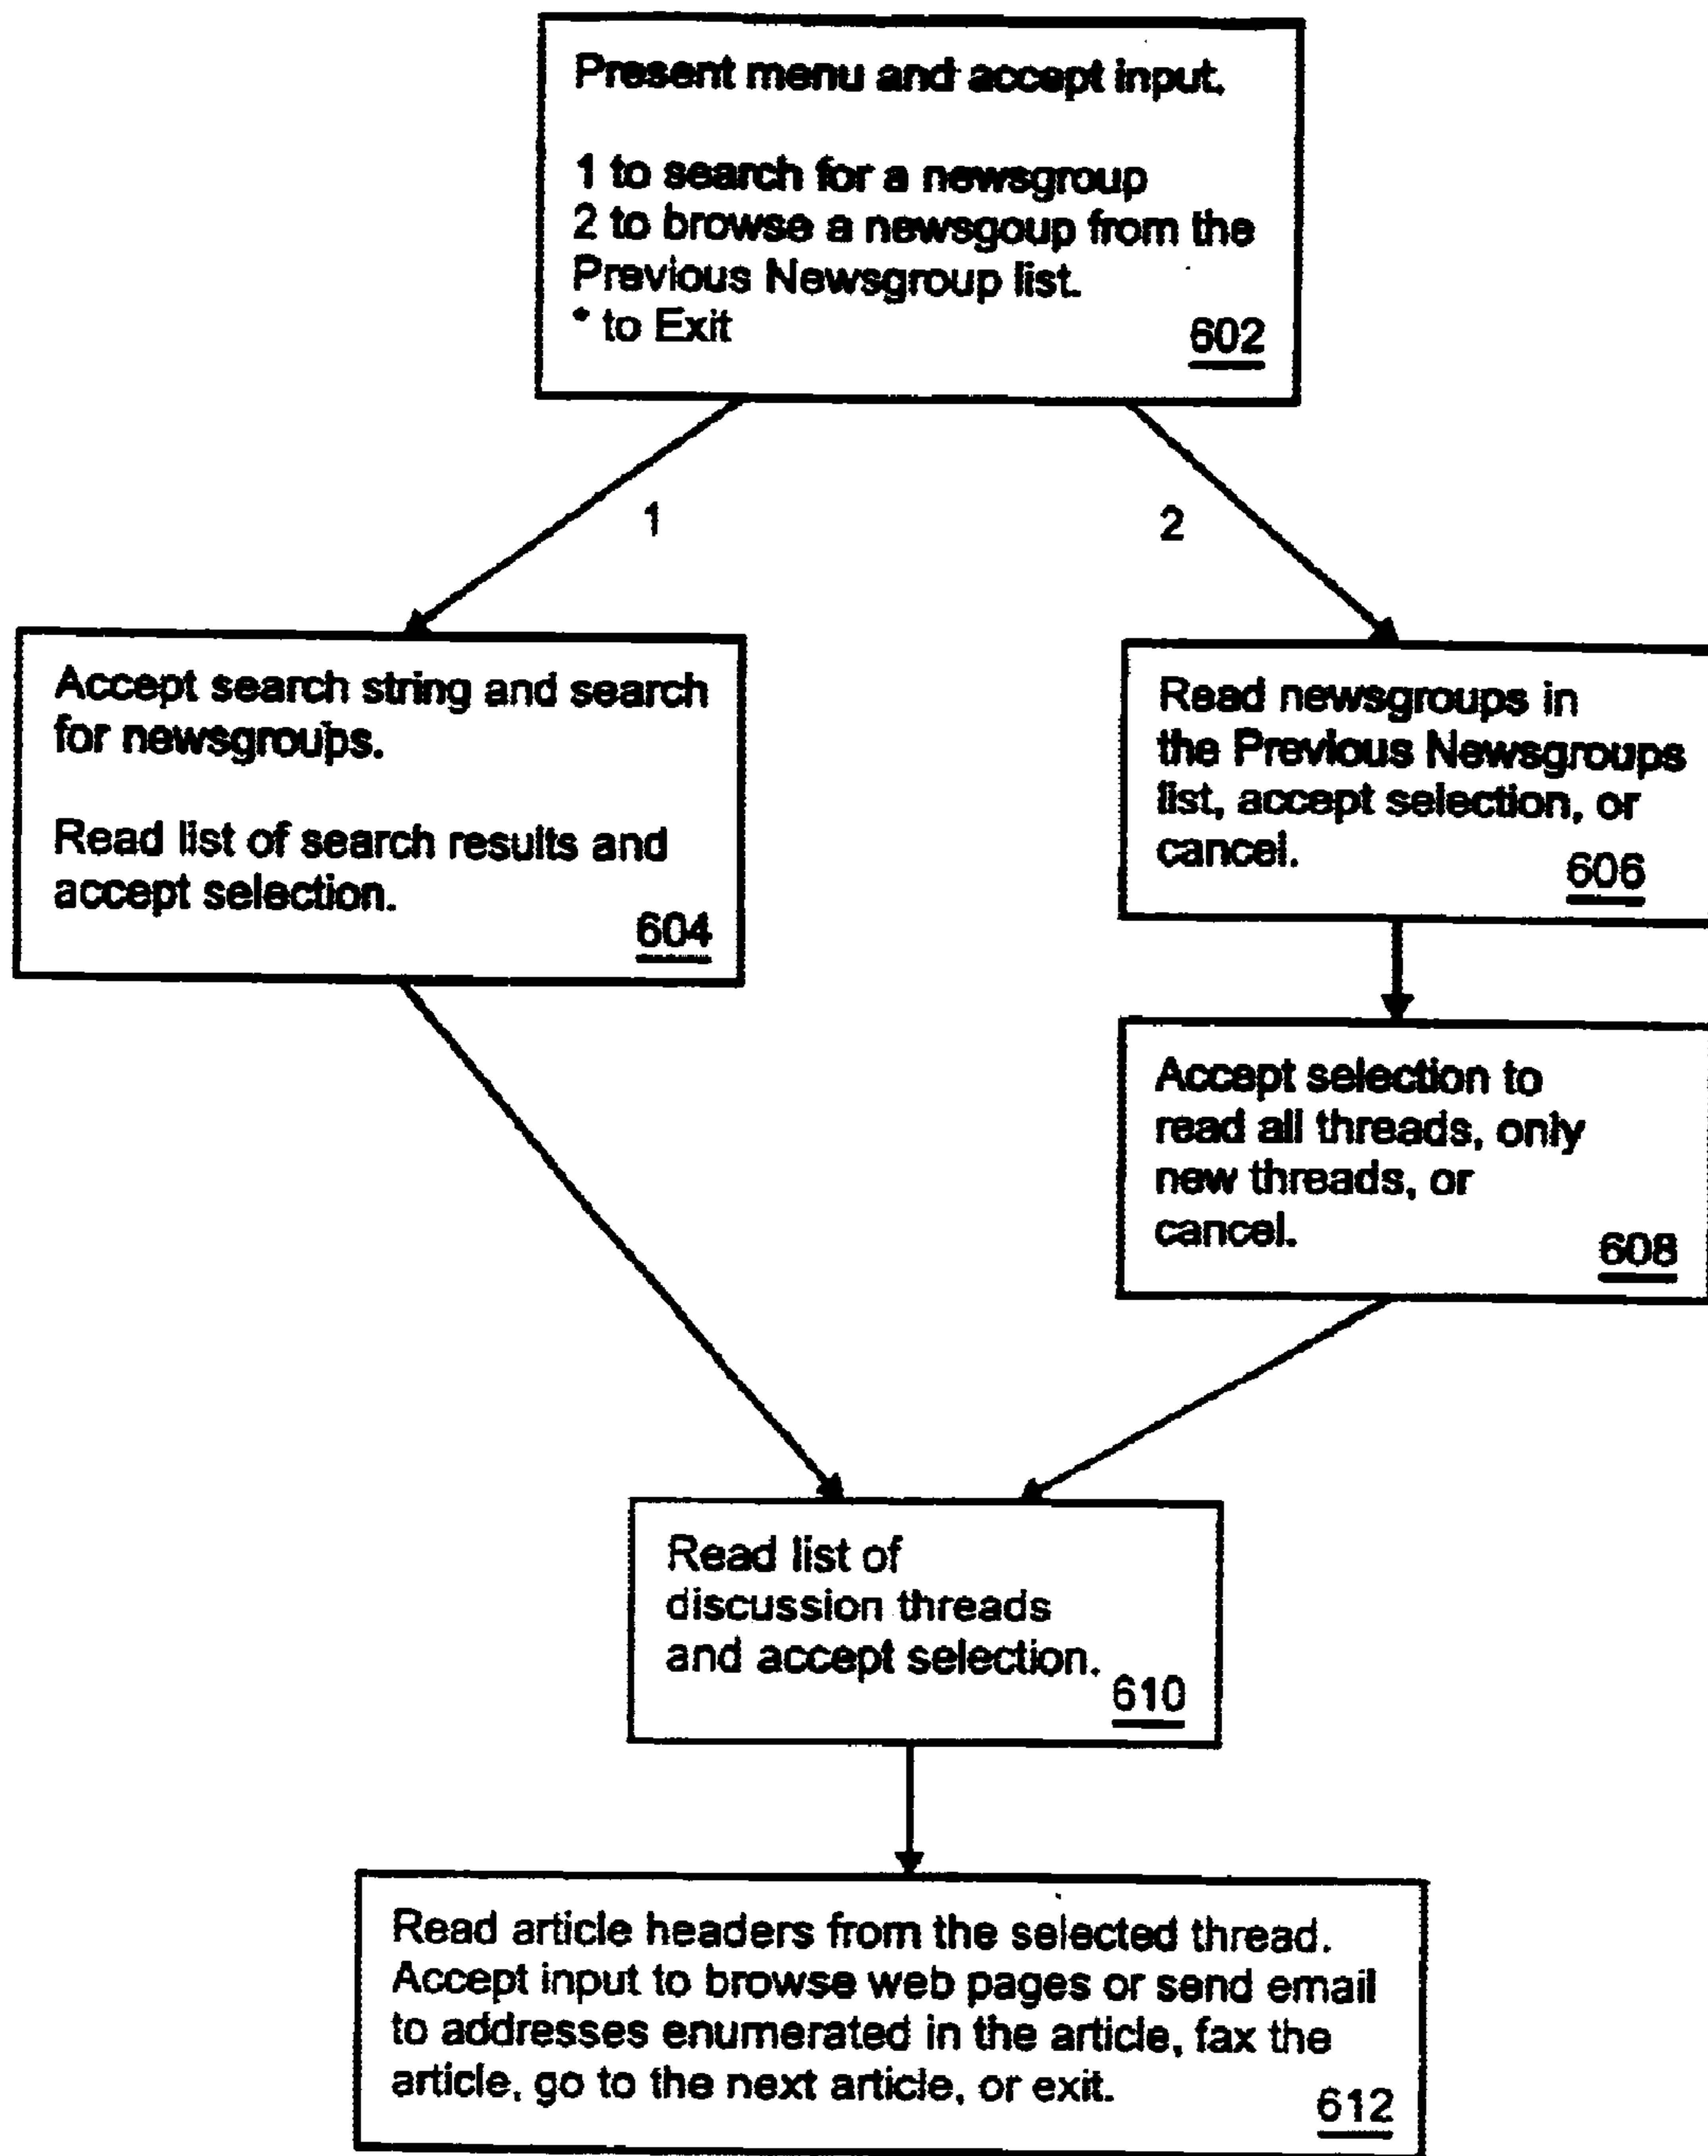 Present menu and accept input.
1 to search for a newsgroup
2 to browse a newsgoup from the
Previous Newsgroup list.
* to Exit
602
1
2
Accept search string and search
for newsgroups.
Read list of search results and
accept selection.
604
Read newsgroups in
the Previous Newsgroups
list, accept selection, or
cancel.
606
Accept selection to
read all threads, only
new threads, or
cancel.
608
Read list of
discussion threads
and accept selection.
610
Read article headers from the selected thread.
Accept input to browse web pages or send email
to addresses enumerated in the article, fax the
article, go to the next article, or exit.
612